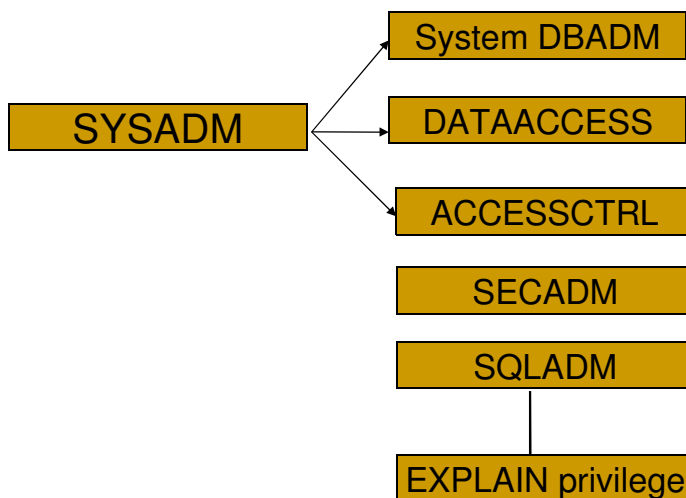 System DBADM
SYSADM
DATAACCESS
ACCESSCTRL
SECADM
SQLADM
EXPLAIN privilege